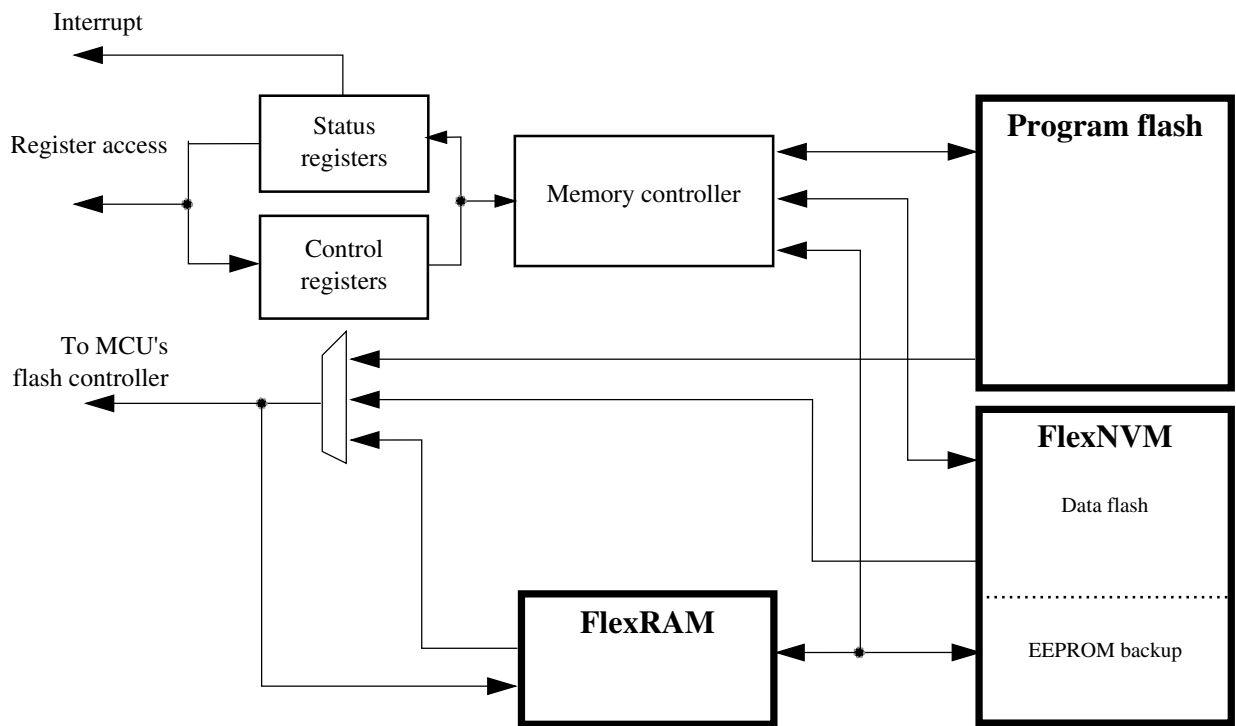 Interrupt
Register access
Status
registers
Control
registers
Memory controller
Program flash
To MCU's
flash controller
FlexNVM
Data flash
EEPROM backup
FlexRAM